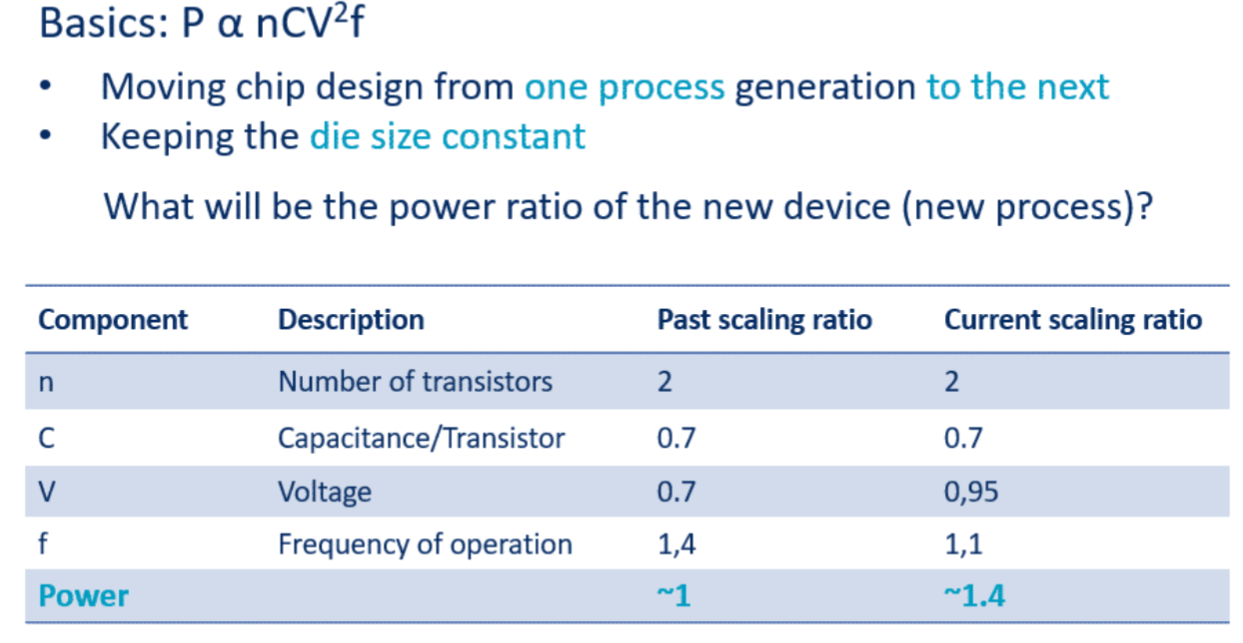 Basics: P α nCV²f
• Moving chip design from one process generation to the next
• Keeping the die size constant
What will be the power ratio of the new device (new process)?
Component Description Past scaling ratio Current scaling ratio
n Number of transistors 2 2
C Capacitance/Transistor 0.7 0.7
V Voltage 0.7 0,95
f Frequency of operation 1,4 1,1
Power ~1 ~1.4